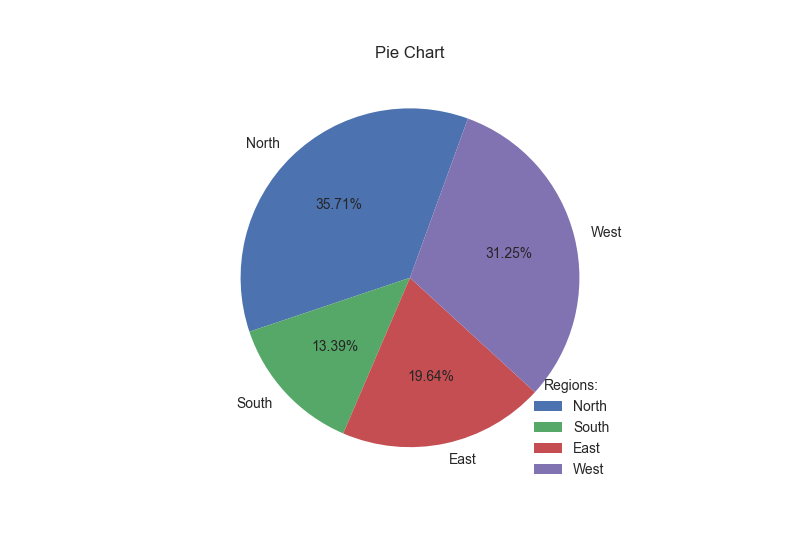 Pie Chart
North
35.71%
West
31.25%
13.39%
19.64%
South
East
Regions:
North
South
East
West